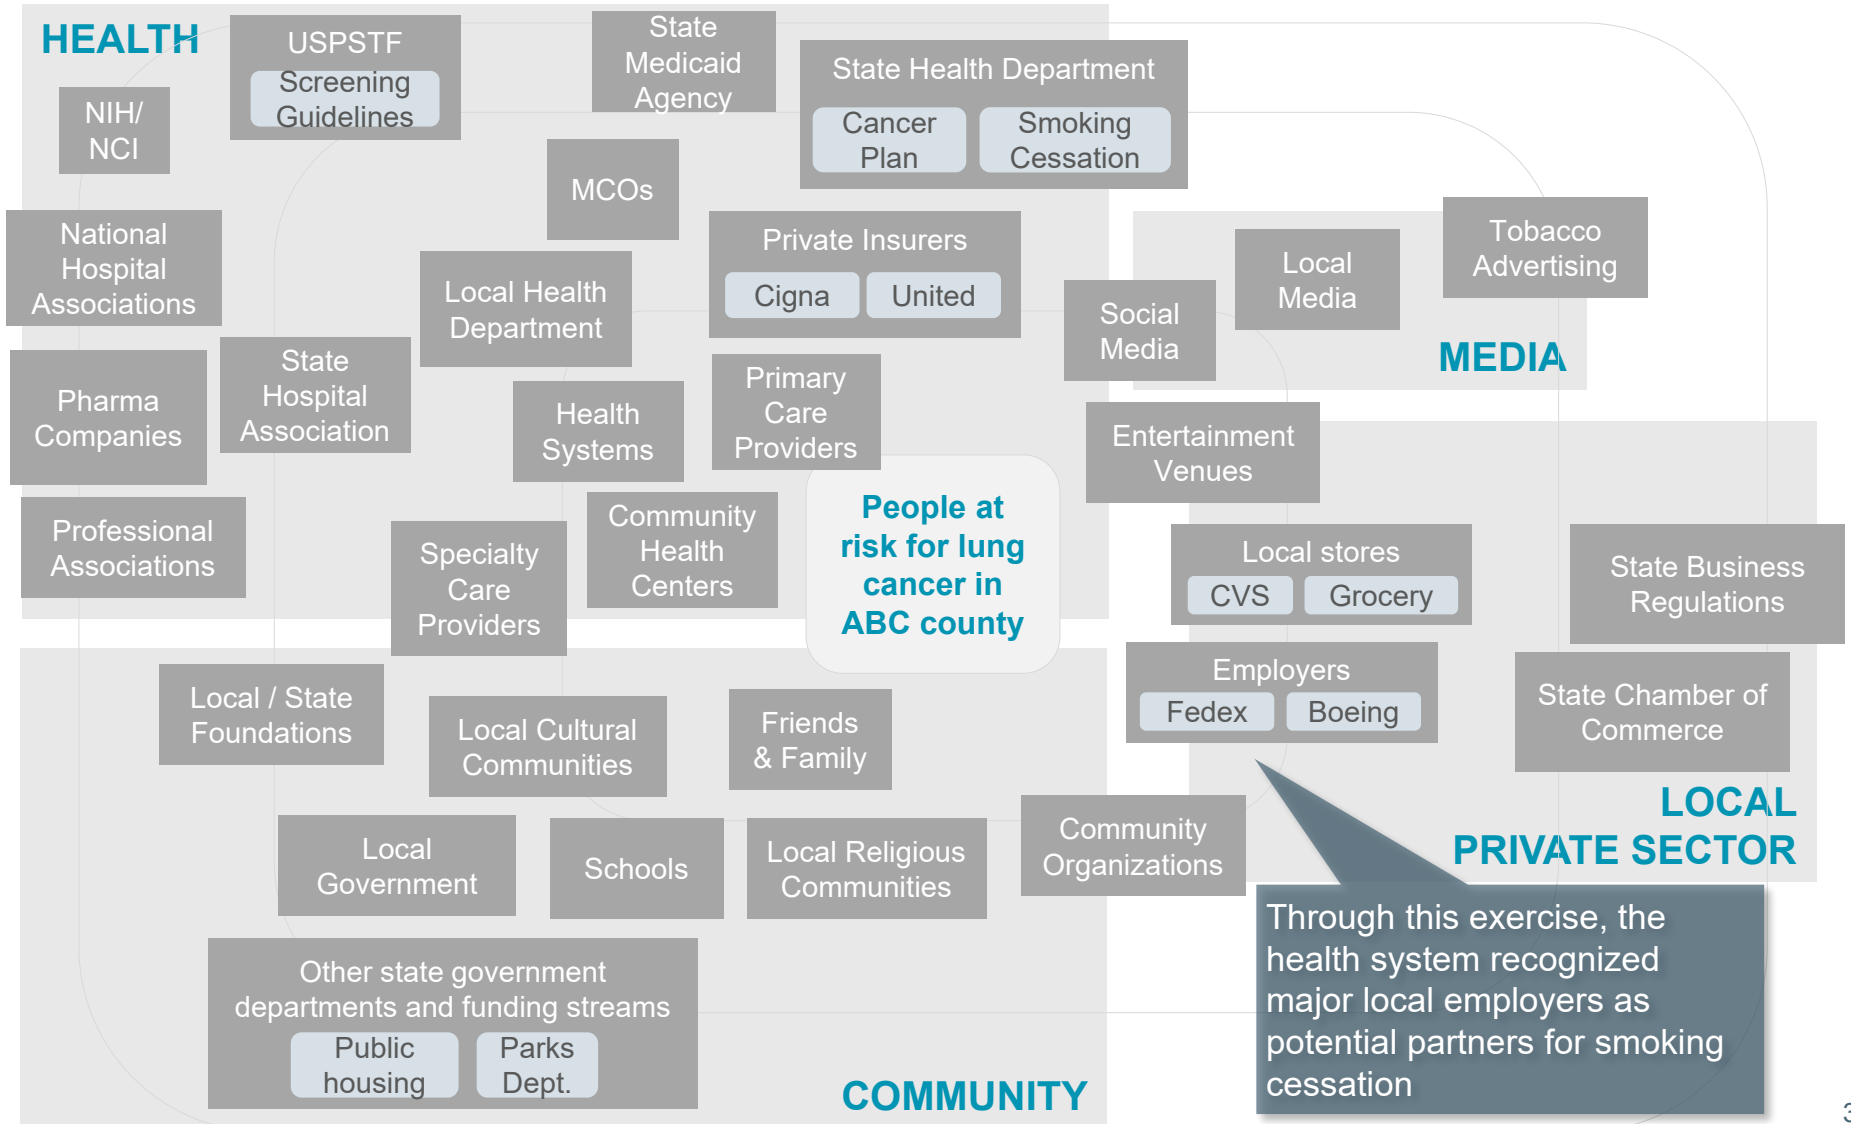 HEALTH
USPSTF
Screening
Guidelines
NIH/
NCI
State
Medicaid
Agency
State Health Department
Cancer
Plan
Smoking
Cessation
MCOs
National
Hospital
Associations
Local Health
Department
Private Insurers
Cigna
United
Social
Media
Local
Media
Tobacco
Advertising
MEDIA
Pharma
Companies
State
Hospital
Association
Health
Systems
Primary
Care
Providers
Entertainment
Venues
Professional
Associations
Specialty
Care
Providers
Community
Health
Centers
People at
risk for lung
cancer in
ABC county
Local stores
CVS
Grocery
State Business
Regulations
Employers
Fedex
Boeing
State Chamber of
Commerce
LOCAL
PRIVATE SECTOR
Local / State
Foundations
Local Cultural
Communities
Friends
& Family
Local
Government
Schools
Local Religious
Communities
Community
Organizations
Other state government
departments and funding streams
Public
housing
Parks
Dept.
COMMUNITY
Through this exercise, the
health system recognized
major local employers as
potential partners for smoking
cessation